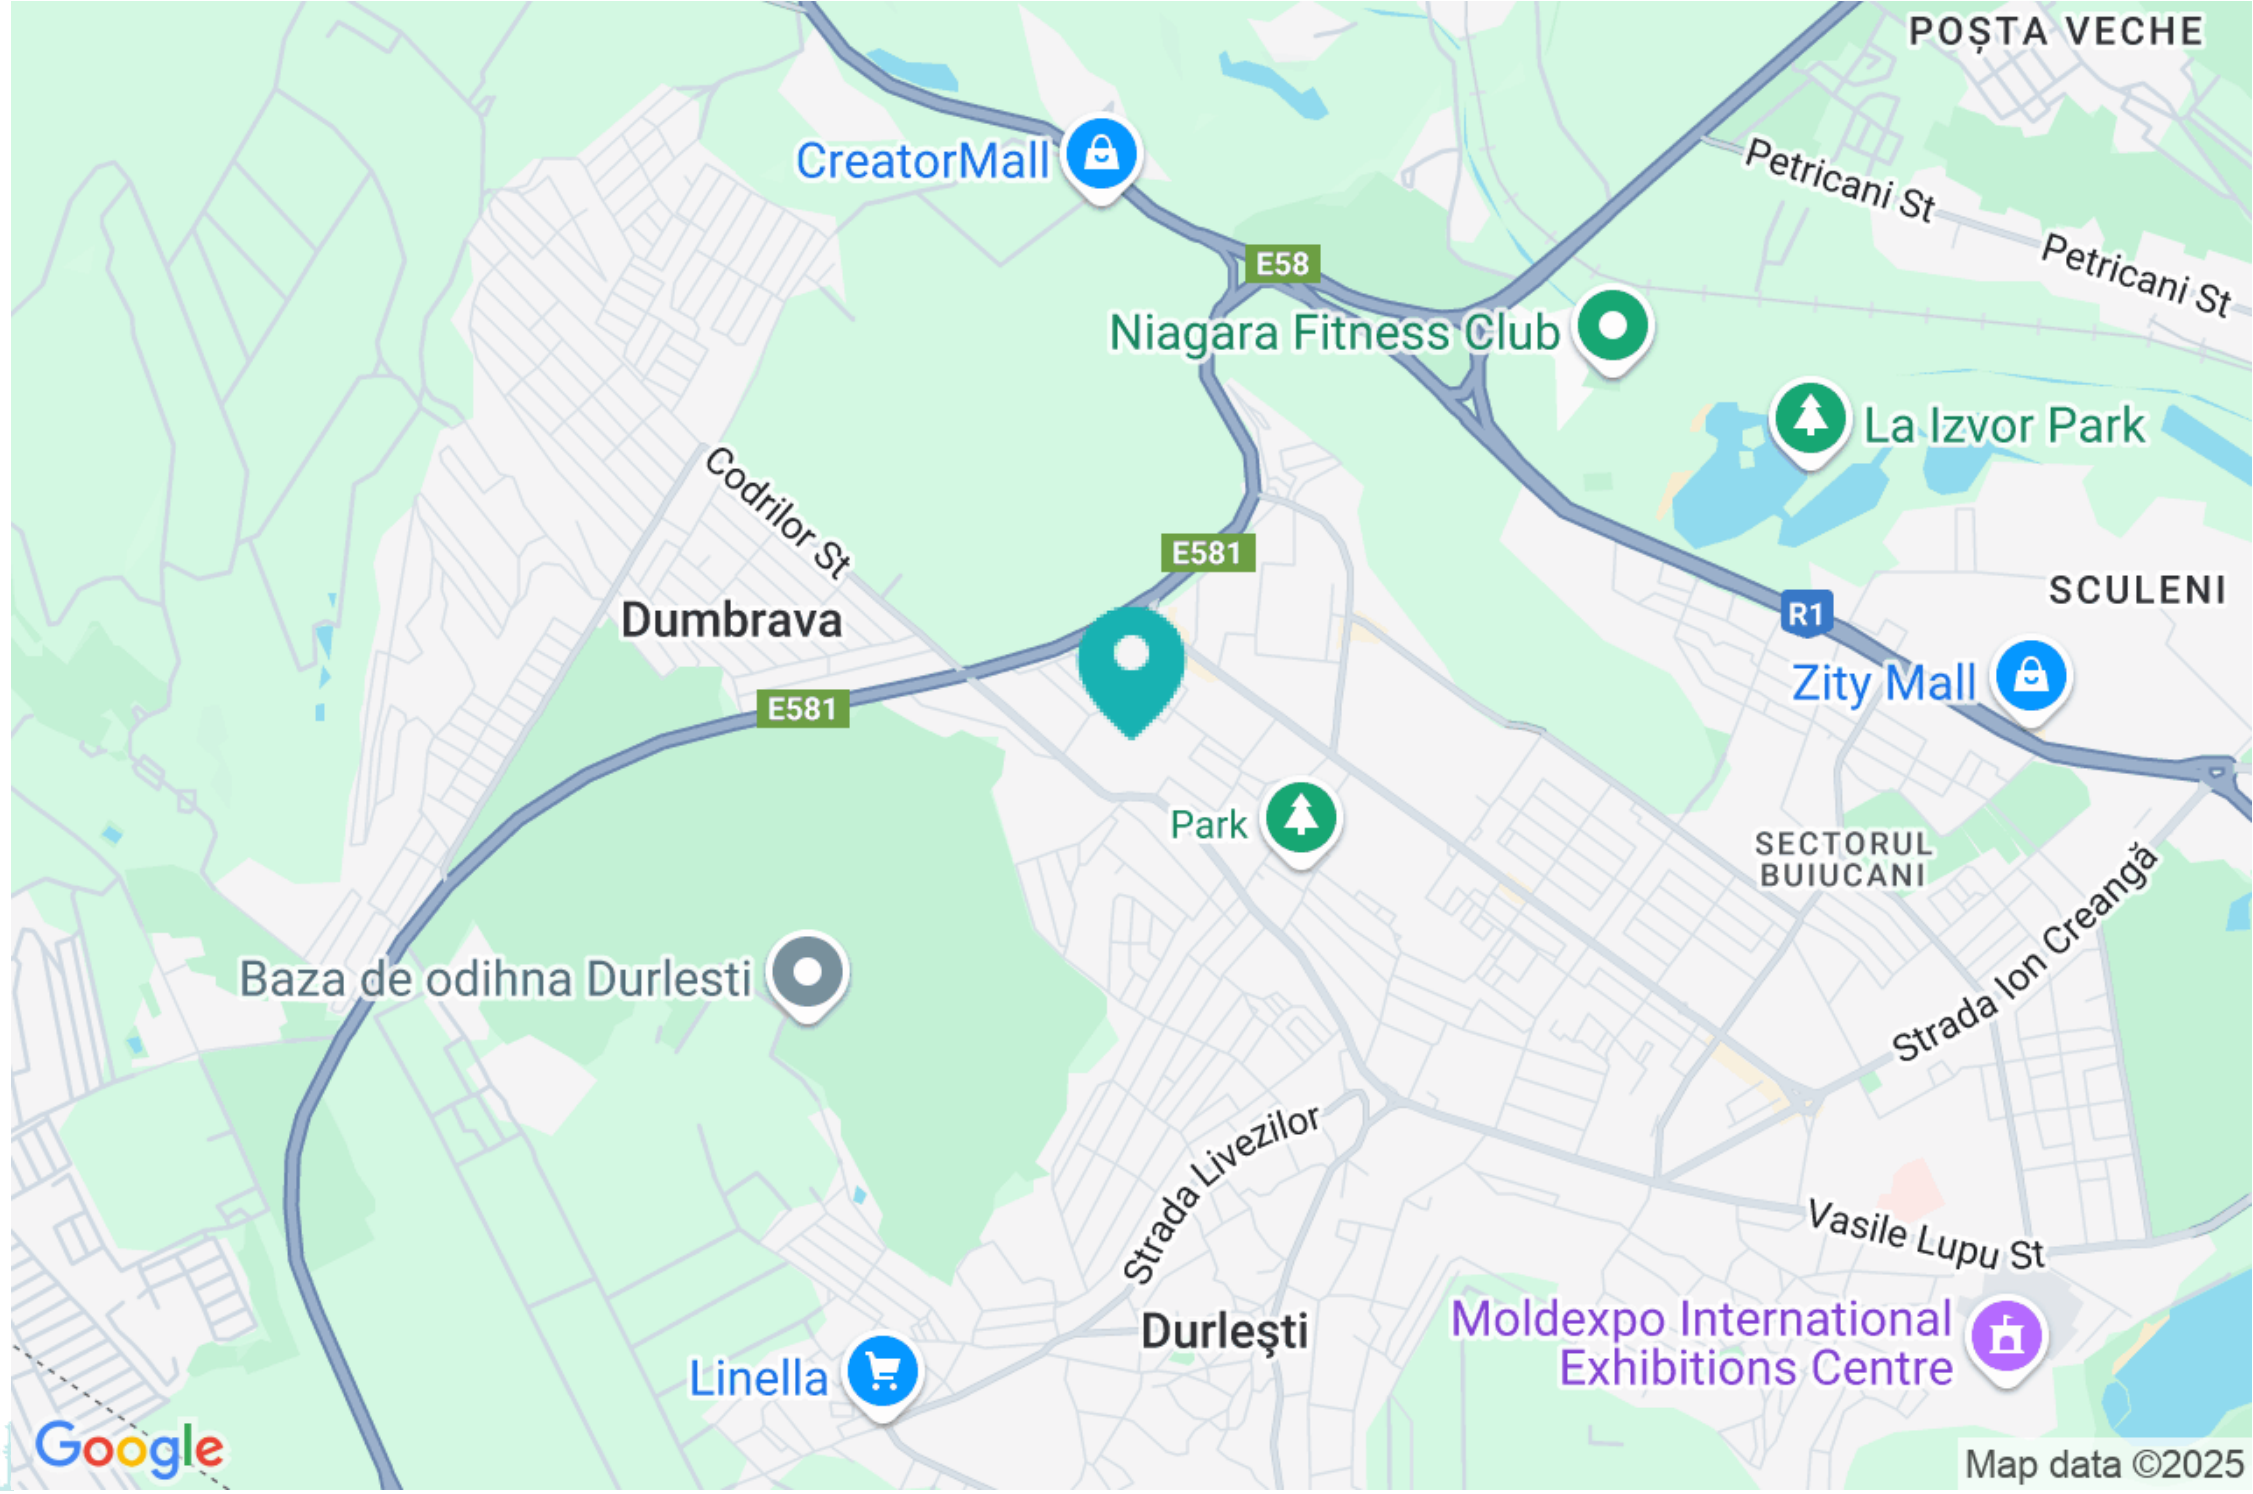 POȘTA VECHE
CreatorMall
Petricani St
Petricani St
E58
Niagara Fitness Club
La Izvor Park
Codrilor St
E581
SCULENI
Dumbrava
R1
Zity Mall
E581
Park
SECTORUL
BUIUCANI
Strada Ion Creangă
Baza de odihna Durlesti
Strada Livezilor
Vasile Lupu St
Durleşti
Moldexpo International
Exhibitions Centre
Linella
Google
Map data ©2025